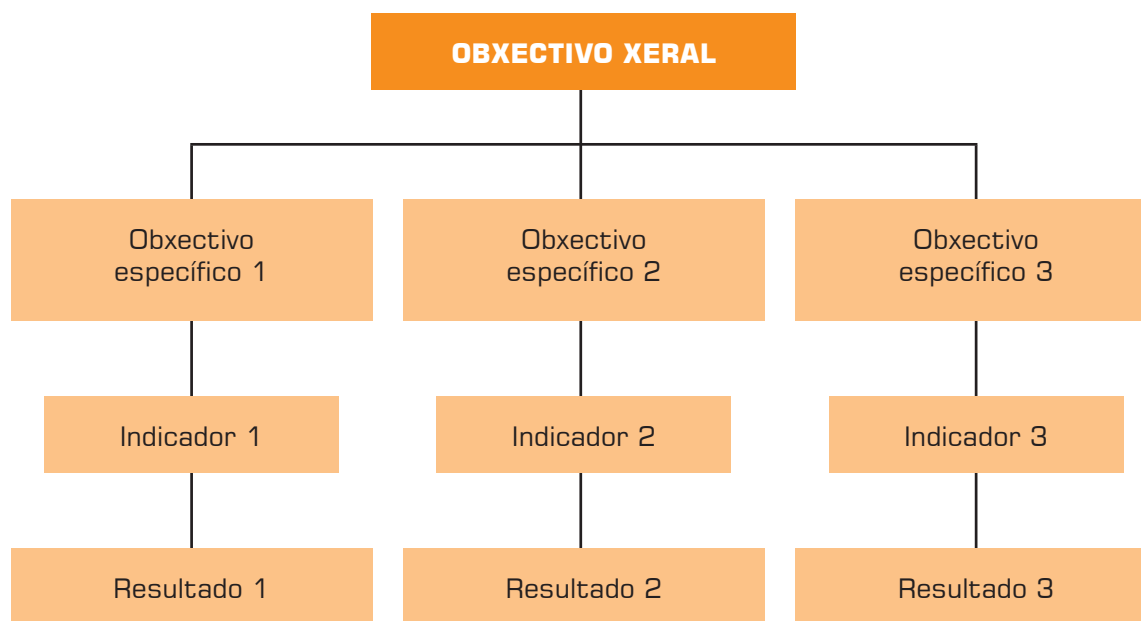 OBXECTIVO XERAL
Obxectivo
específico 1
Obxectivo
específico 2
Obxectivo
específico 3
Indicador 1
Indicador 2
Indicador 3
Resultado 1
Resultado 2
Resultado 3